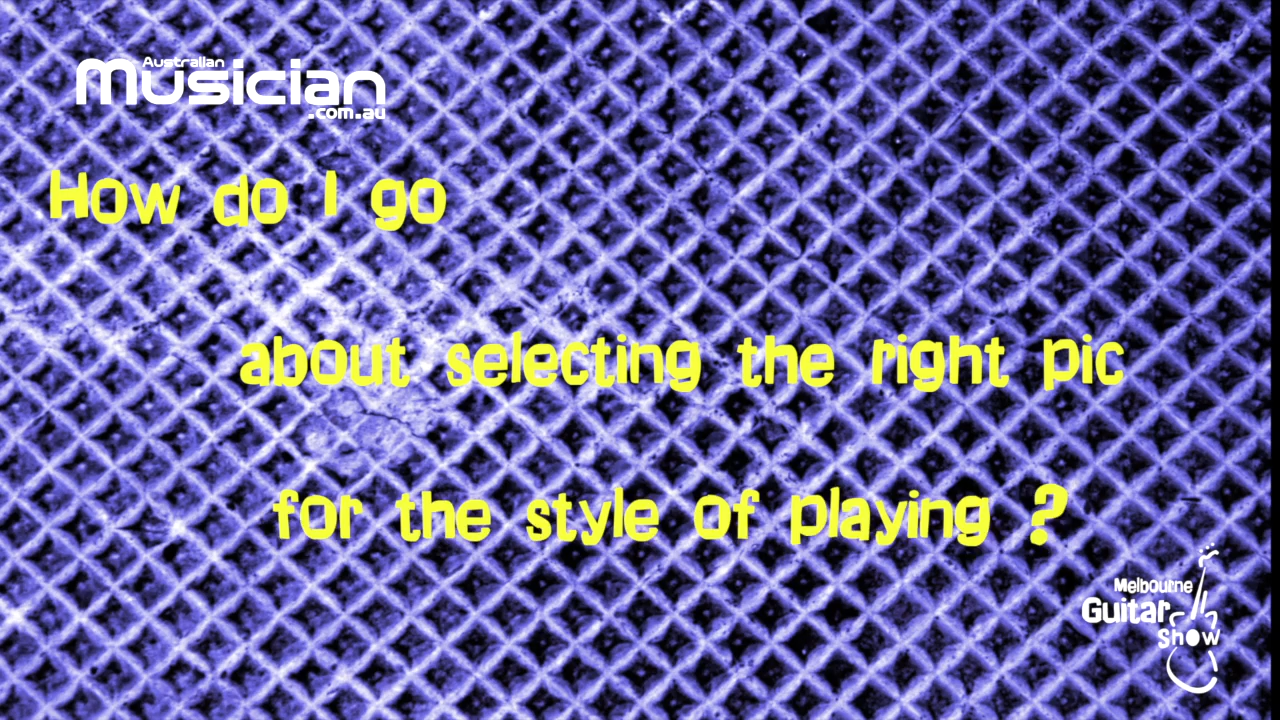 Australian
musician
.com.au
How do I go
about selecting the right pic
for the style of playing ?
Melbourne
Guitar
Show